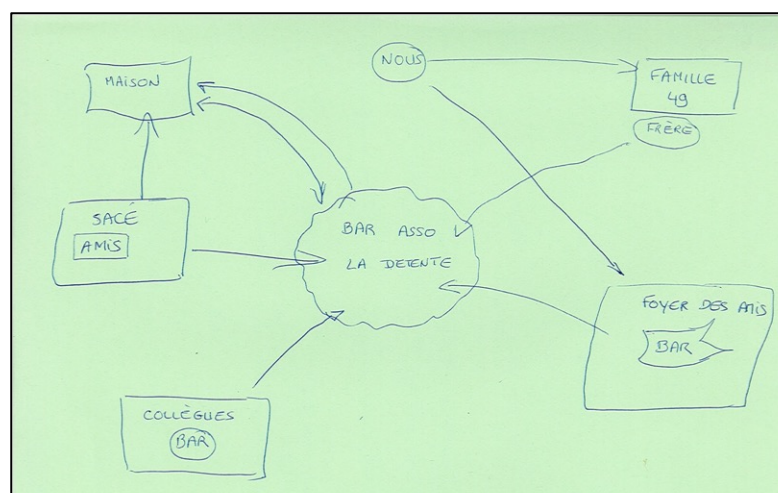 MAISON
NOUS
FAMILLE
49
FRÈRE
SACÉ
AMIS
BAR ASSO
LA DETENTE
FOYER DES AMIS
BAR
COLLÈGUES
BAR